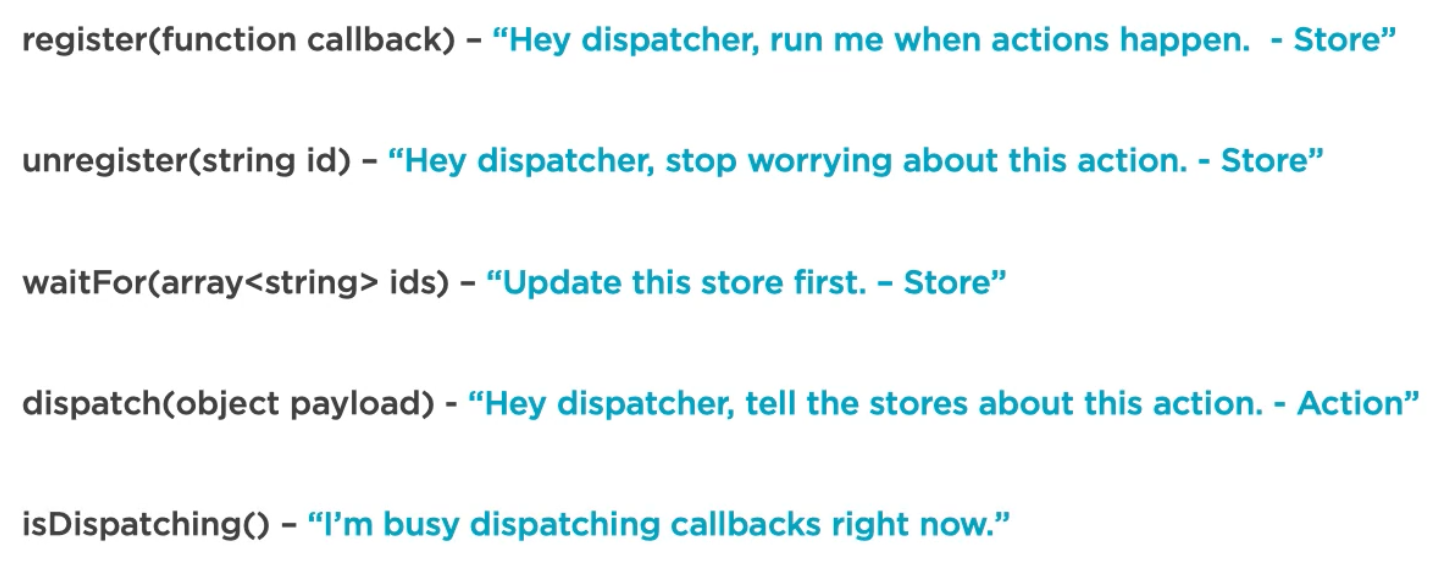 register(function callback) – “Hey dispatcher, run me when actions happen.  - Store”
unregister(string id) – “Hey dispatcher, stop worrying about this action. - Store”
waitFor(array<string> ids) – “Update this store first. – Store”
dispatch(object payload) - “Hey dispatcher, tell the stores about this action. - Action”
isDispatching() – “I’m busy dispatching callbacks right now.”